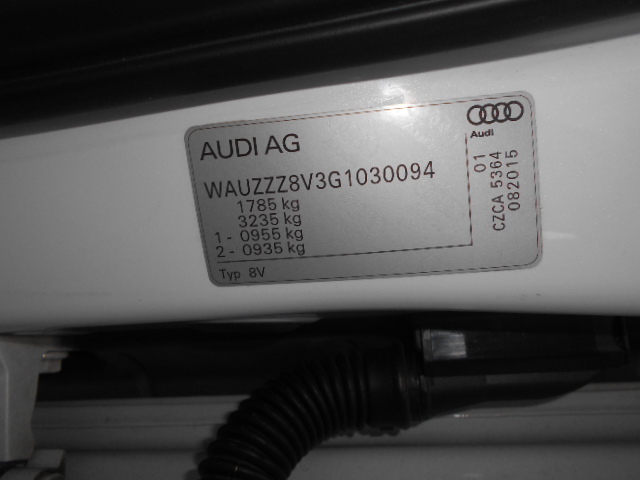 AUDI AG
Audi
WAUZZZ8V3G1030094
1785 kg
3235 kg
1 - 0955 kg
2 - 0935 kg
Typ 8V
01
CZCA 5364
082015